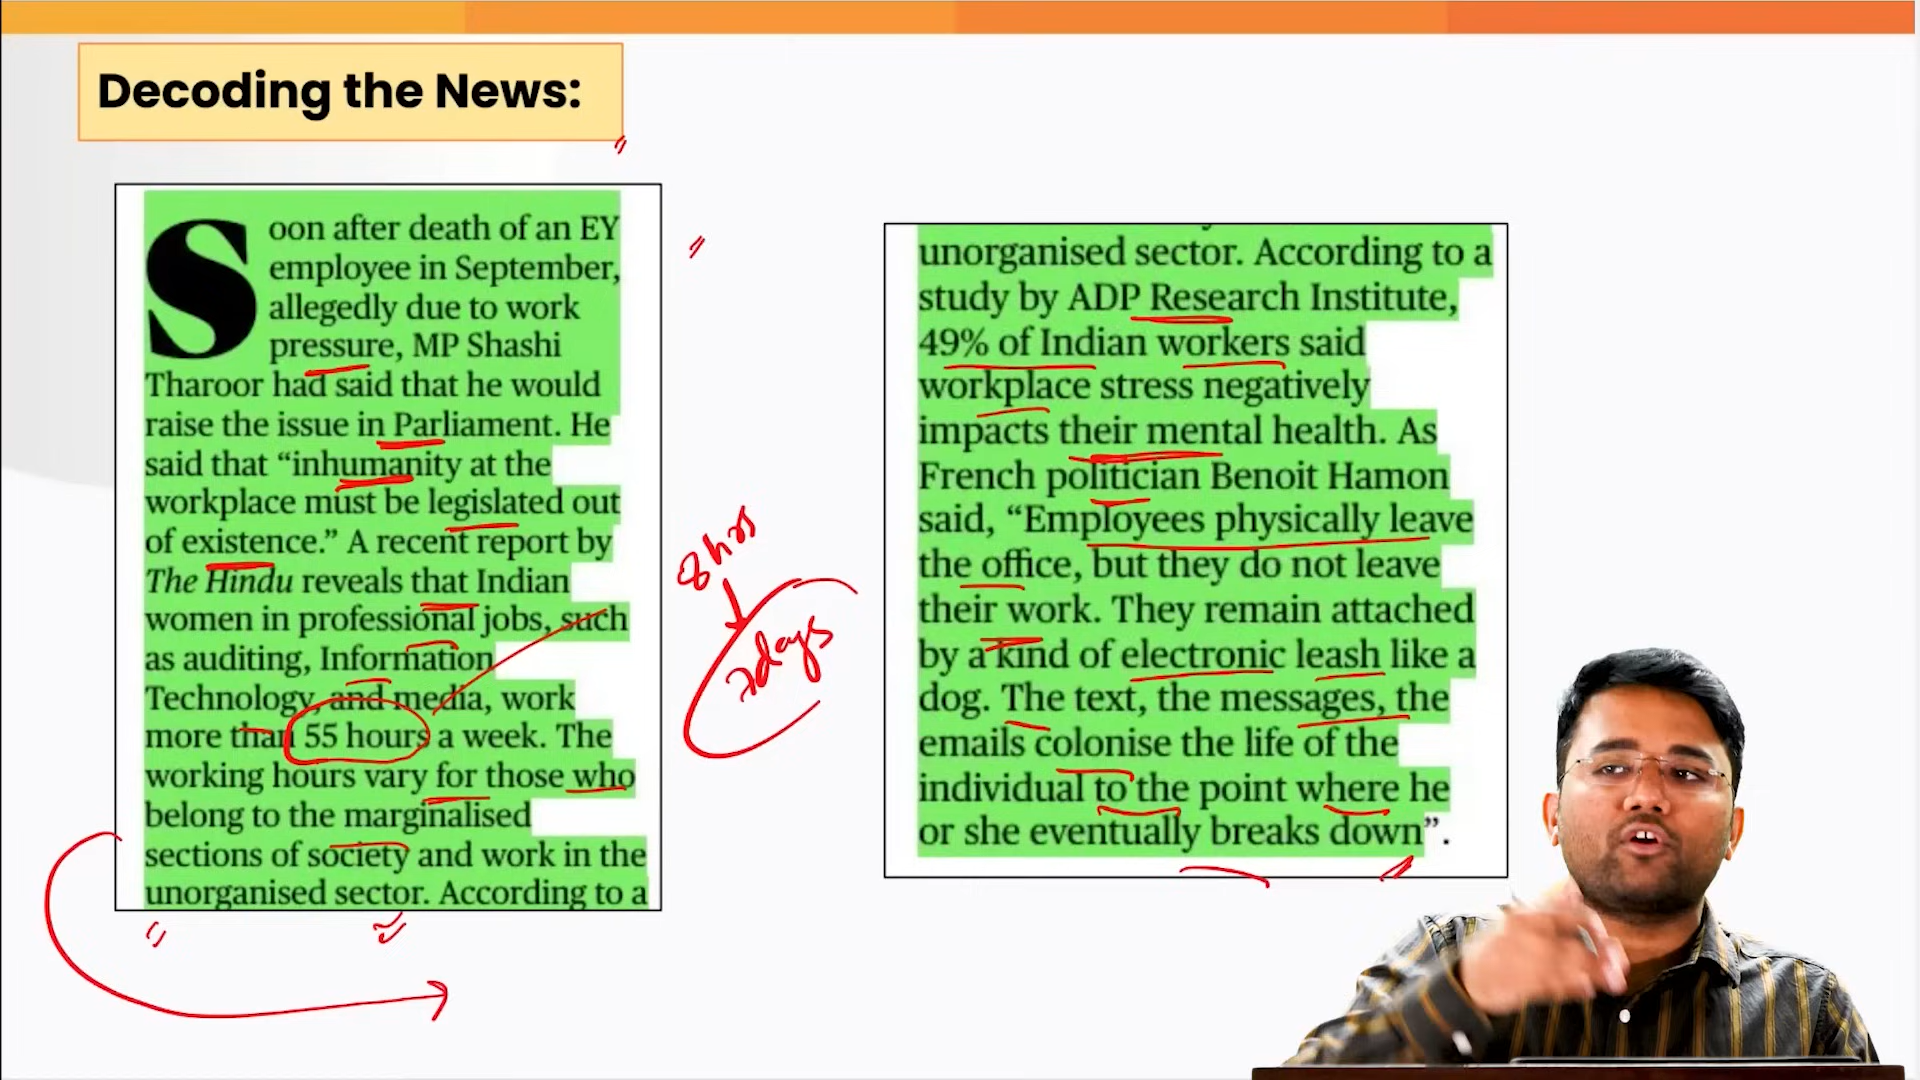 Decoding the News:
Soon after death of an EY
employee in September,
allegedly due to work
pressure, MP Shashi
Tharoor had said that he would
raise the issue in Parliament. He
said that “inhumanity at the
workplace must be legislated out
of existence.” A recent report by
The Hindu reveals that Indian
women in professional jobs, such
as auditing, Information
Technology, and media, work
more than 55 hours a week. The
working hours vary for those who
belong to the marginalised
sections of society and work in the
unorganised sector. According to a
8 hrs
7days
unorganised sector. According to a
study by ADP Research Institute,
49% of Indian workers said
workplace stress negatively
impacts their mental health. As
French politician Benoit Hamon
said, “Employees physically leave
the office, but they do not leave
their work. They remain attached
by a kind of electronic leash like a
dog. The text, the messages, the
emails colonise the life of the
individual to the point where he
or she eventually breaks down”.